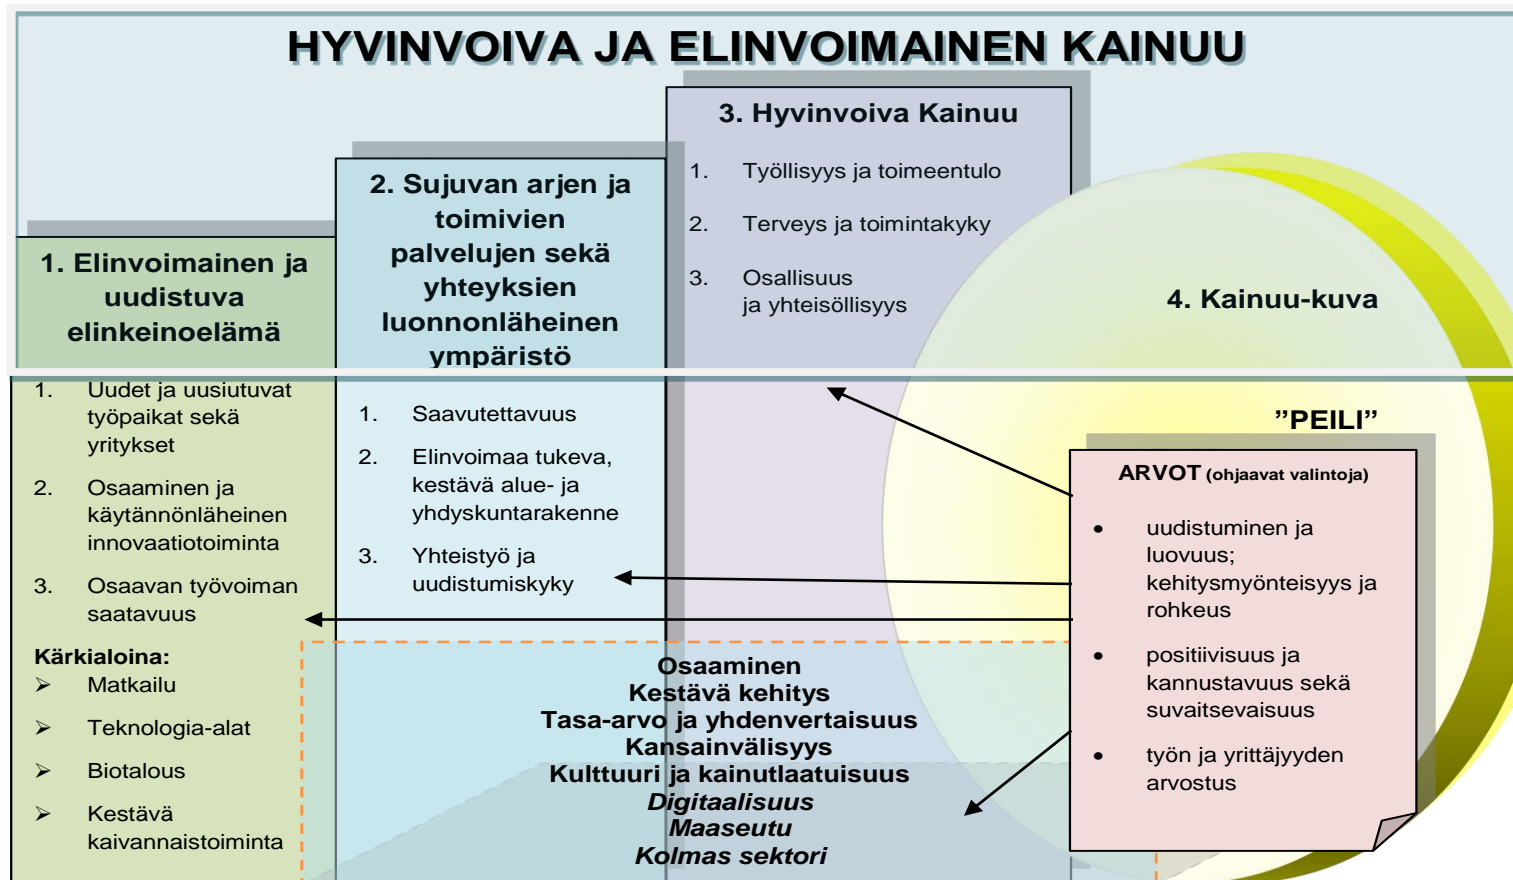 HYVINVOIVA JA ELINVOIMAINEN KAINUU
1. Elinvoimainen ja
uudistuva
elinkeinoelämä
1. Uudet ja uusiutuvat
työpaikat sekä
yritykset
2. Osaaminen ja
käytännönläheinen
innovaatiotoiminta
3. Osaavan työvoiman
saatavuus
Kärkialoina:
➢ Matkailu
➢ Teknologia-alat
➢ Biotalous
➢ Kestävä
kaivannaistoiminta
2. Sujuvan arjen ja
toimivien
palvelujen sekä
yhteyksien
luonnonläheinen
ympäristö
1. Saavutettavuus
2. Elinvoimaa tukeva,
kestävä alue- ja
yhdyskuntarakenne
3. Yhteistyö ja
uudistumiskyky
3. Hyvinvoiva Kainuu
1. Työllisyys ja toimeentulo
2. Terveys ja toimintakyky
3. Osallisuus
ja yhteisöllisyys
4. Kainuu-kuva
”PEILI”
ARVOT (ohjaavat valintoja)
• uudistuminen ja
luovuus;
kehitysmyönteisyys ja
rohkeus
• positiivisuus ja
kannustavuus sekä
suvaitsevaisuus
• työn ja yrittäjyyden
arvostus
Osaaminen
Kestävä kehitys
Tasa-arvo ja yhdenvertaisuus
Kansainvälisyys
Kulttuuri ja kainutlaatuisuus
Digitaalisuus
Maaseutu
Kolmas sektori